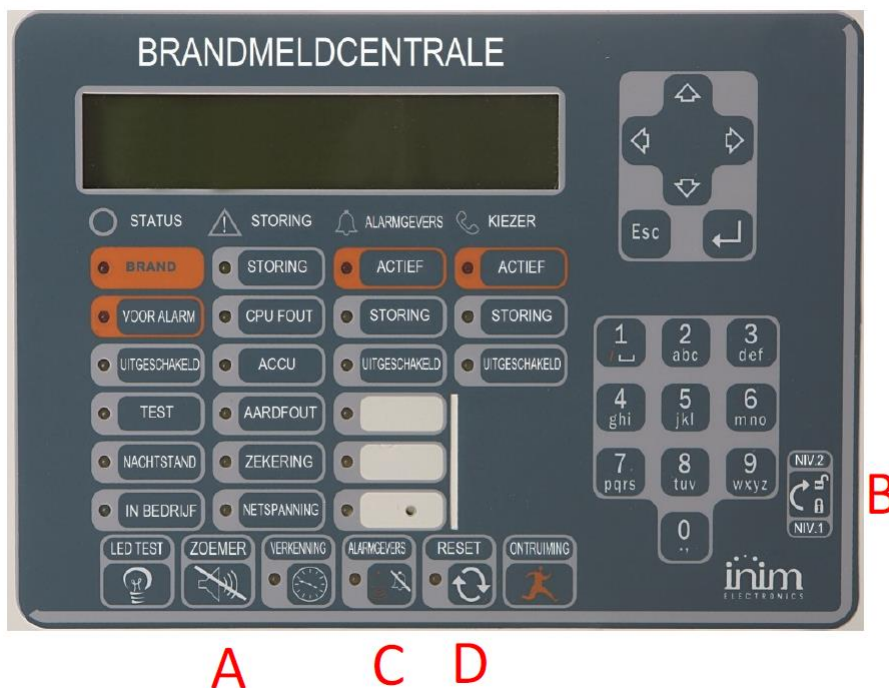 BRANDMELDCENTRALE
STATUS STORING ALARMGEVERS KIEZER
BRAND STORING ACTIEF ACTIEF
VOOR ALARM CPU FOUT STORING STORING
UITGESCHAKELD ACCU UITGESCHAKELD UITGESCHAKELD
TEST AARDFOUT
NACHTSTAND ZEKERING
IN BEDRIJF NETSPANNING
LED TEST ZOEMER VERKENNING ALARMGEVERS RESET ONTRUIMING
Esc
1 2 abc 3 def
4 ghi 5 jkl 6 mno
7 pqrs 8 tuv 9 wxyz
0
NIV.2
NIV.1
inim
ELECTRONICS
A B C D